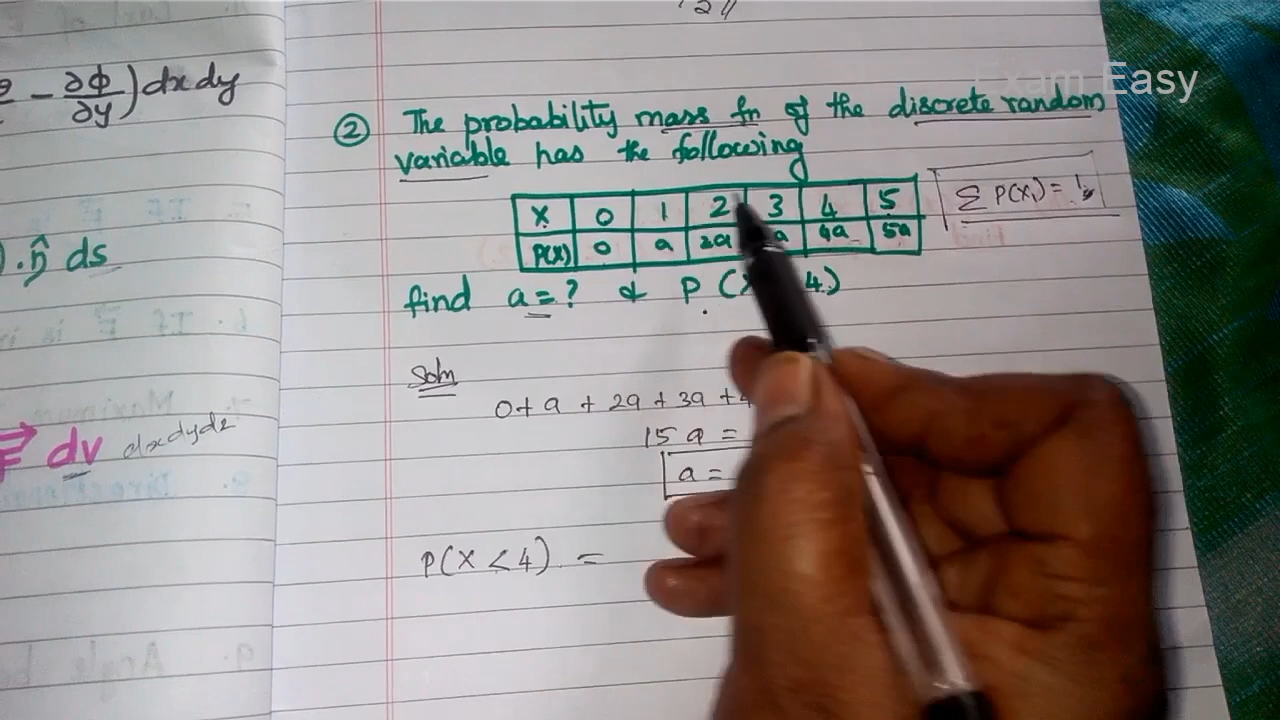 2//
Exam Easy
- ∂Φ/∂y) dx dy
② The probability mass fn of the discrete random
variable has the following
X 0 1 2 3 4 5
P(X) 0 a 2a a 4a 5a
Σ P(Xi) = 1
find a = ? & P ( 4)
). n̂ ds
Soln
0 + a + 2a + 3a + 4
15 a =
a =
dv dxdydz
P(X < 4) =